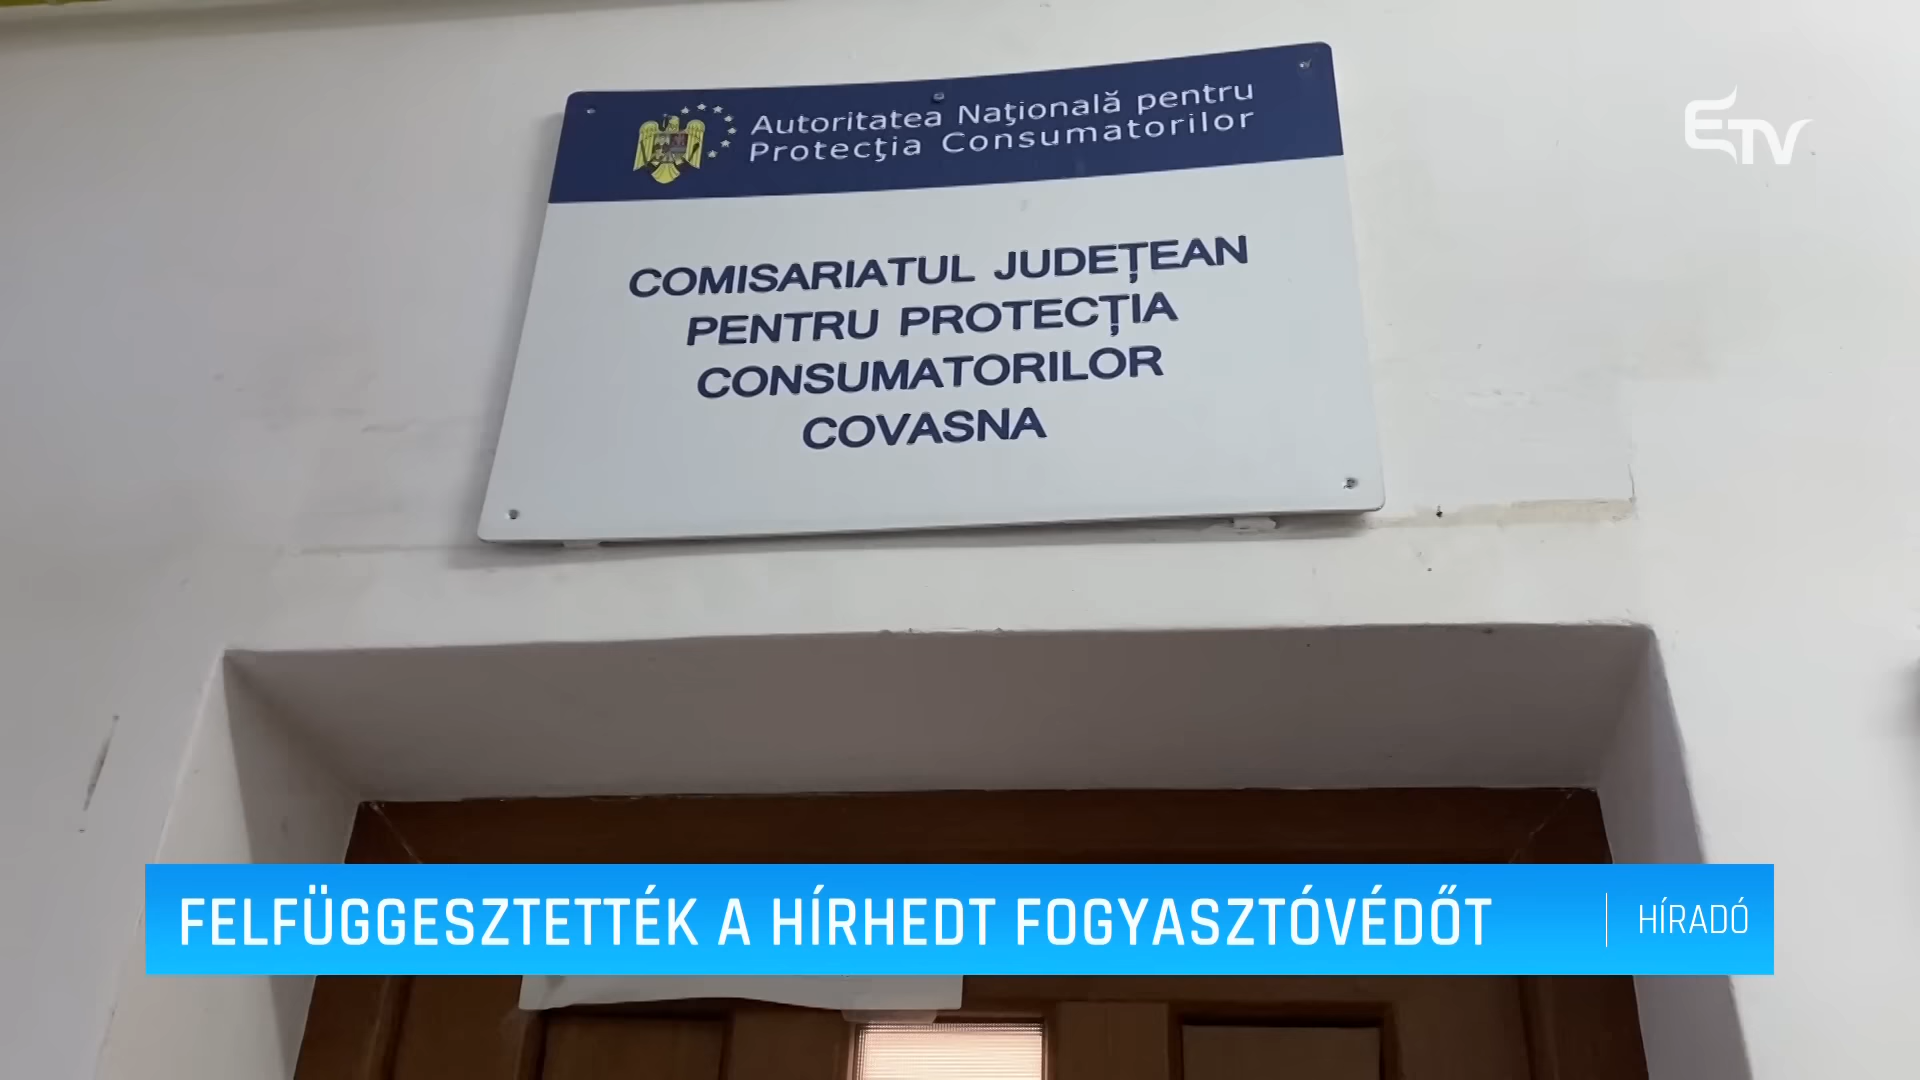 Autoritatea Naţională pentru
Protecţia Consumatorilor
ETV
COMISARIATUL JUDEȚEAN
PENTRU PROTECȚIA
CONSUMATORILOR
COVASNA
FELFÜGGESZTETTÉK A HÍRHEDT FOGYASZTÓVÉDŐT
HÍRADÓ